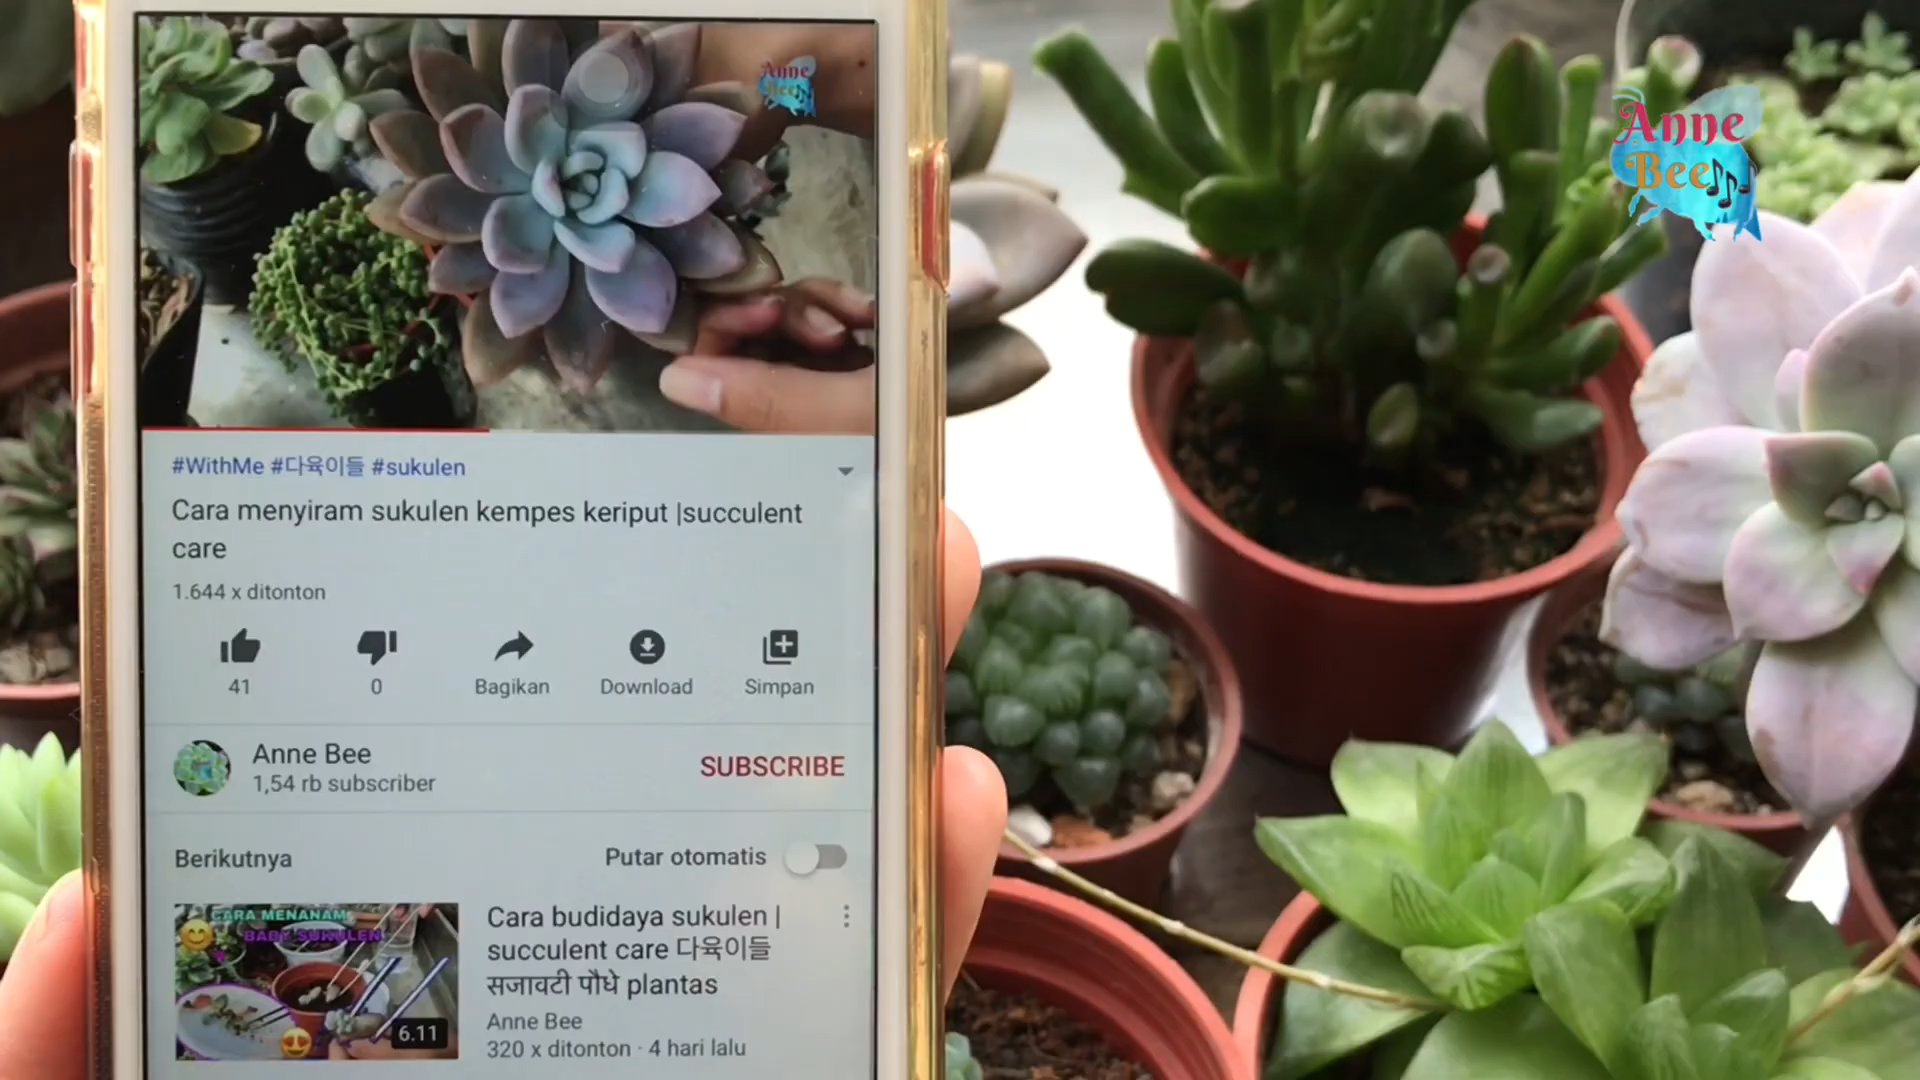 Anne
Bee
Anne
Bee
#WithMe #다육이들 #sukulen
Cara menyiram sukulen kempes keriput |succulent
care
1.644 x ditonton
41
0
Bagikan
Download
Simpan
Anne Bee
1,54 rb subscriber
SUBSCRIBE
Berikutnya
Putar otomatis
CARA MENANAM
BABY SUKULEN
6.11
Cara budidaya sukulen |
succulent care 다육이들
सजावटी पौधे plantas
Anne Bee
320 x ditonton · 4 hari lalu